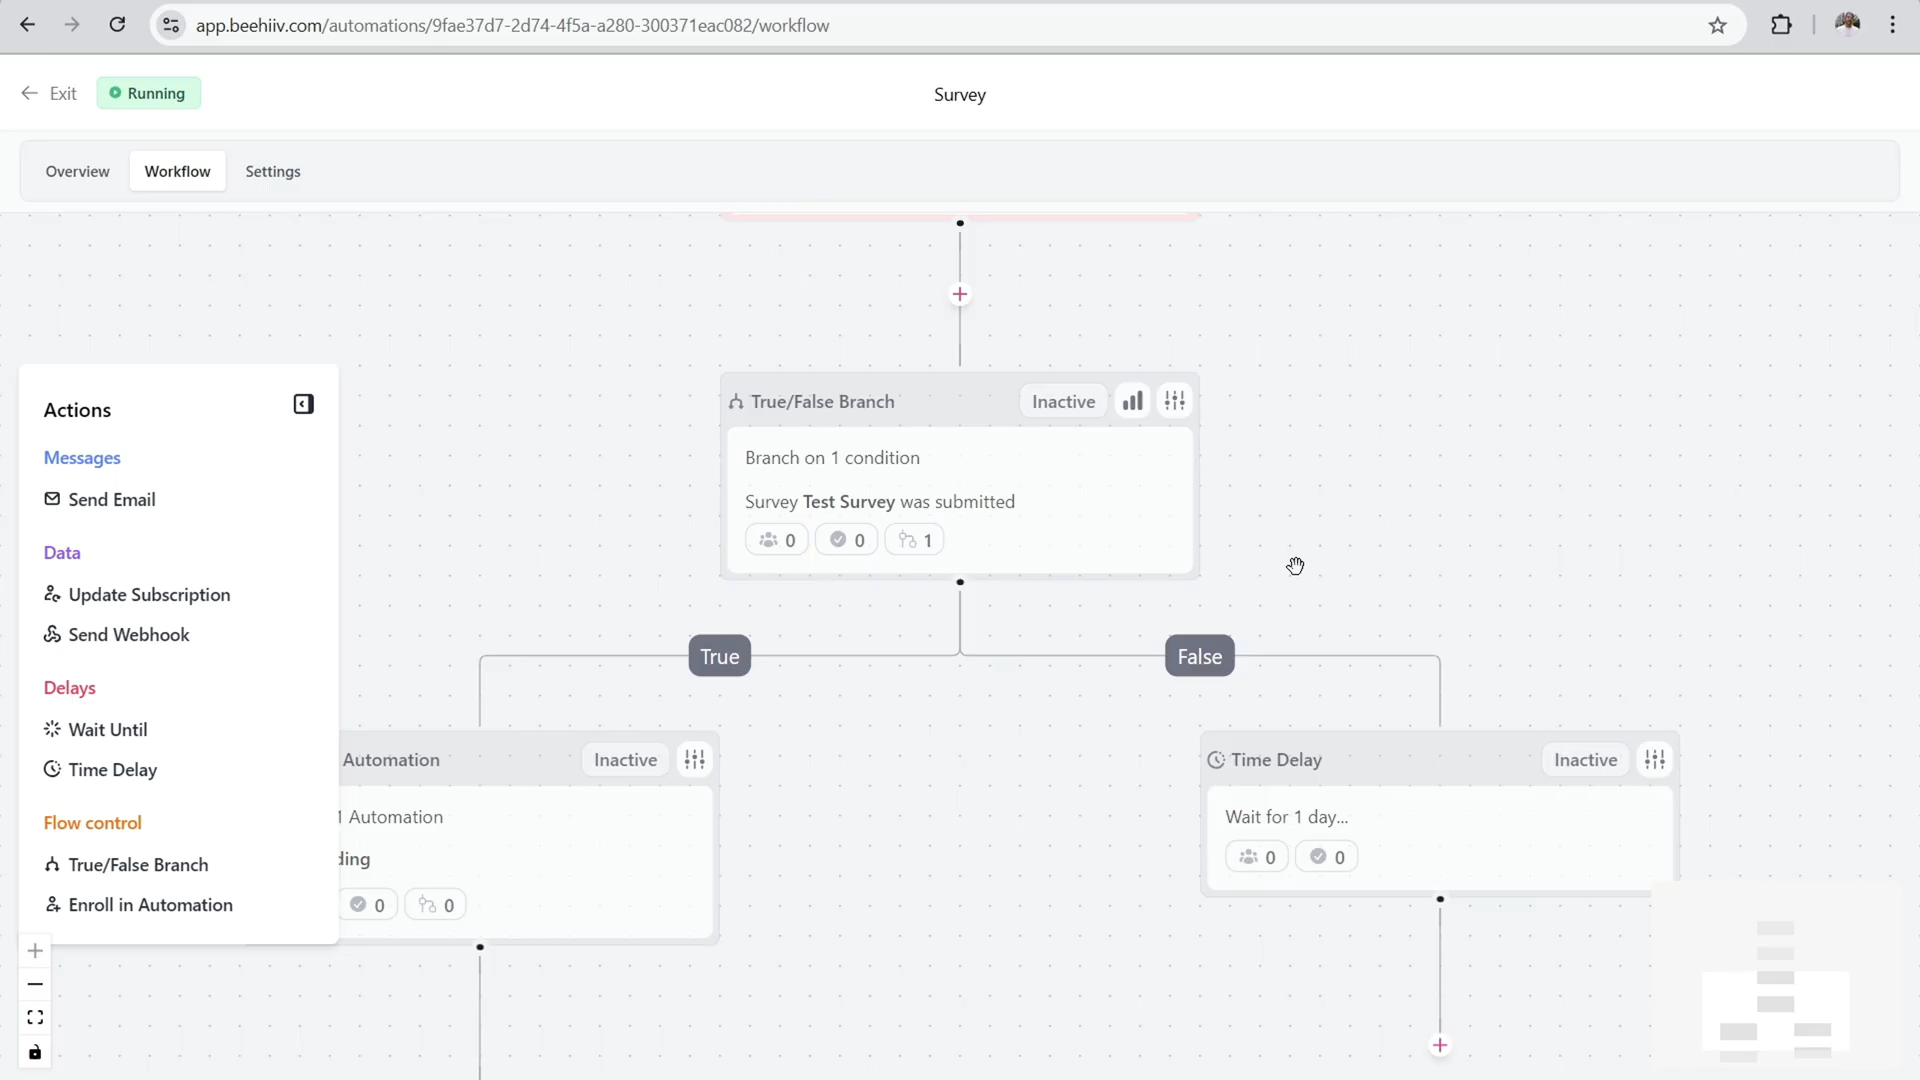 app.beehiiv.com/automations/9fae37d7-2d74-4f5a-a280-300371eac082/workflow
Exit
Running
Survey
Overview
Workflow
Settings
True/False Branch
Inactive
Branch on 1 condition
Survey Test Survey was submitted
0
0
1
True
False
Actions
Messages
Send Email
Data
Update Subscription
Send Webhook
Delays
Wait Until
Time Delay
Flow control
True/False Branch
Enroll in Automation
Automation
Inactive
1 Automation
ding
0
0
Time Delay
Inactive
Wait for 1 day...
0
0